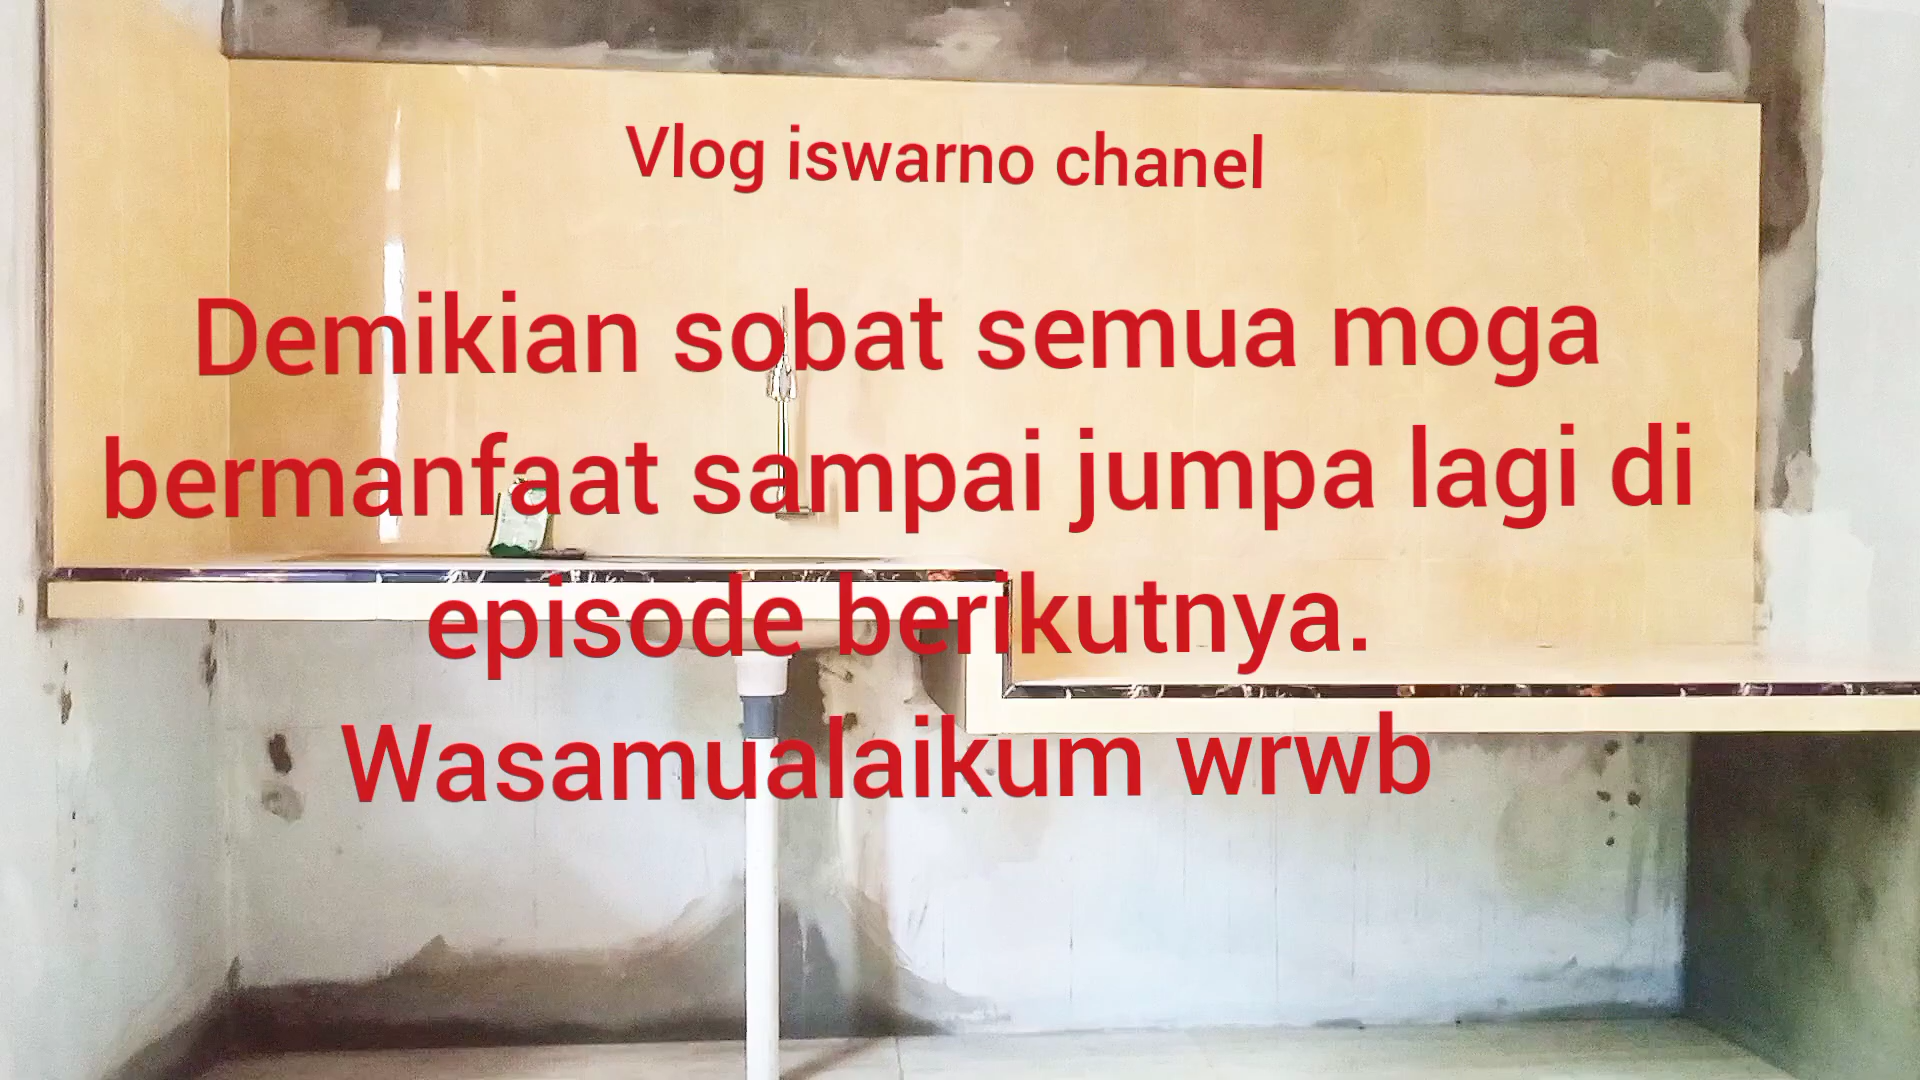 Vlog iswarno chanel
Demikian sobat semua moga
bermanfaat sampai jumpa lagi di
episode berikutnya.
Wasamualaikum wrwb